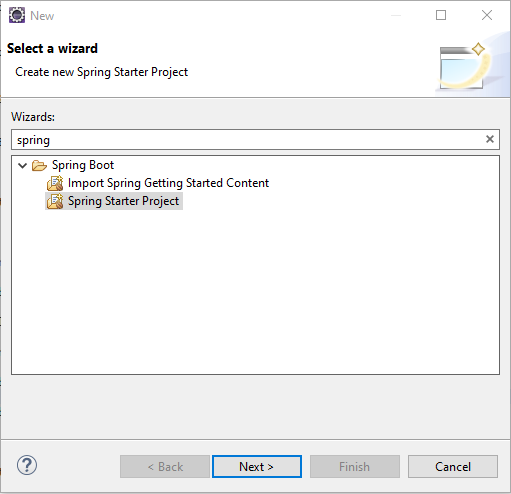 New
Select a wizard
Create new Spring Starter Project
Wizards:
spring
Spring Boot
Import Spring Getting Started Content
Spring Starter Project
< Back
Next >
Finish
Cancel